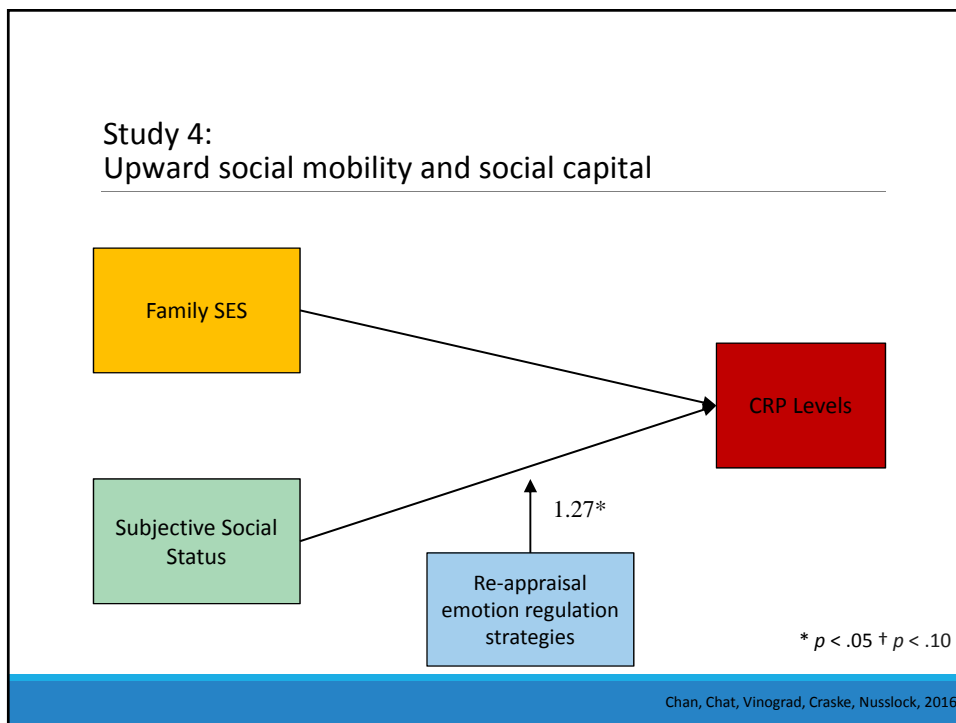 Study 4:
Upward social mobility and social capital
Family SES
CRP Levels
Subjective Social
Status
1.27*
Re-appraisal
emotion regulation
strategies
* p < .05 † p < .10
Chan, Chat, Vinograd, Craske, Nusslock, 2016